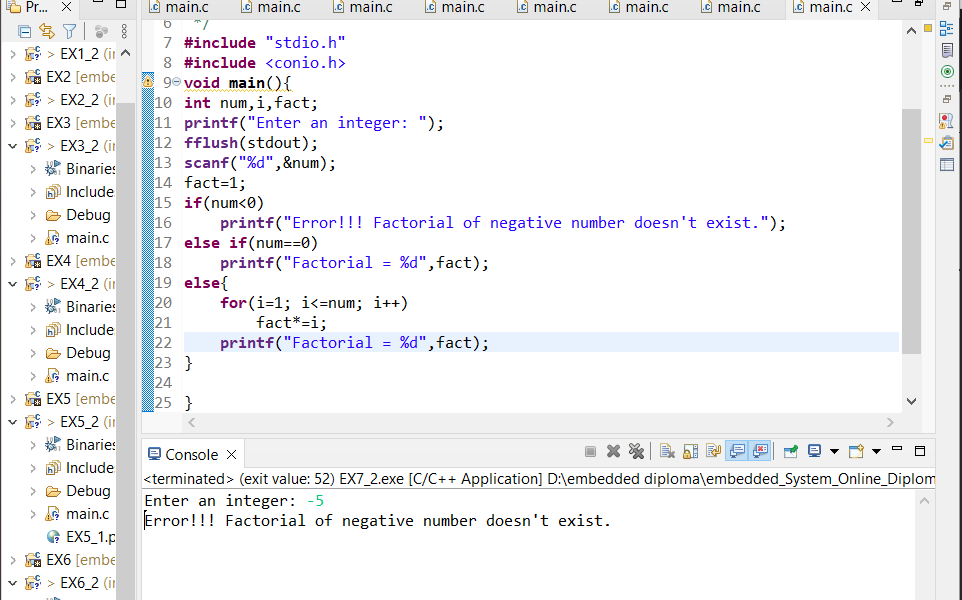 Pr...
main.c
main.c
main.c
main.c
main.c
main.c
main.c
main.c
> EX1_2 (in
EX2 [embe
> EX2_2 (in
EX3 [embe
> EX3_2 (in
Binaries
Include
Debug
main.c
EX4 [embe
> EX4_2 (in
Binaries
Include
Debug
main.c
EX5 [embe
> EX5_2 (in
Binaries
Include
Debug
main.c
EX5_1.p
EX6 [embe
> EX6_2 (in
6 */
7 #include "stdio.h"
8 #include <conio.h>
9 void main(){
10 int num,i,fact;
11 printf("Enter an integer: ");
12 fflush(stdout);
13 scanf("%d",&num);
14 fact=1;
15 if(num<0)
16 printf("Error!!! Factorial of negative number doesn't exist.");
17 else if(num==0)
18 printf("Factorial = %d",fact);
19 else{
20 for(i=1; i<=num; i++)
21 fact*=i;
22 printf("Factorial = %d",fact);
23 }
24
25 }
Console
<terminated> (exit value: 52) EX7_2.exe [C/C++ Application] D:\embedded diploma\embedded_System_Online_Diplom
Enter an integer: -5
Error!!! Factorial of negative number doesn't exist.